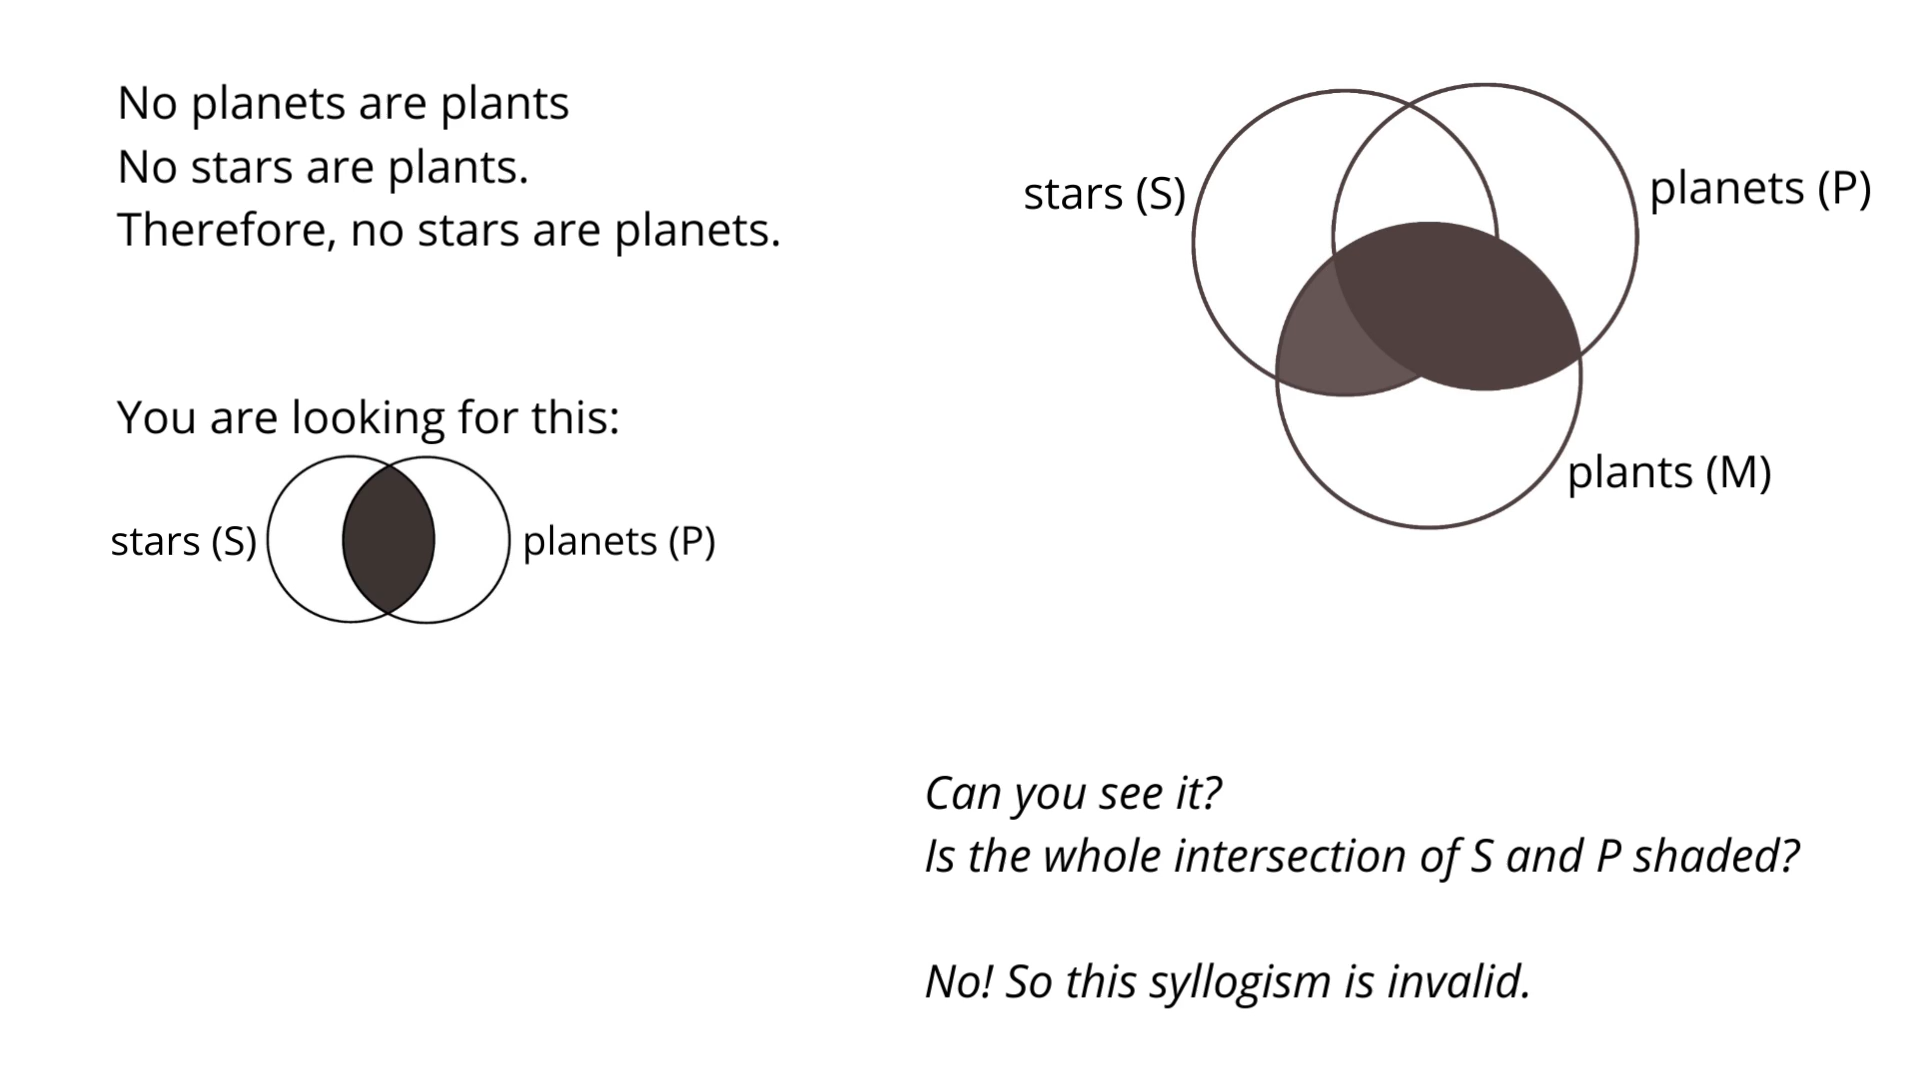 No planets are plants
No stars are plants.
Therefore, no stars are planets.
You are looking for this:
stars (S)
planets (P)
stars (S)
planets (P)
plants (M)
Can you see it?
Is the whole intersection of S and P shaded?
No! So this syllogism is invalid.